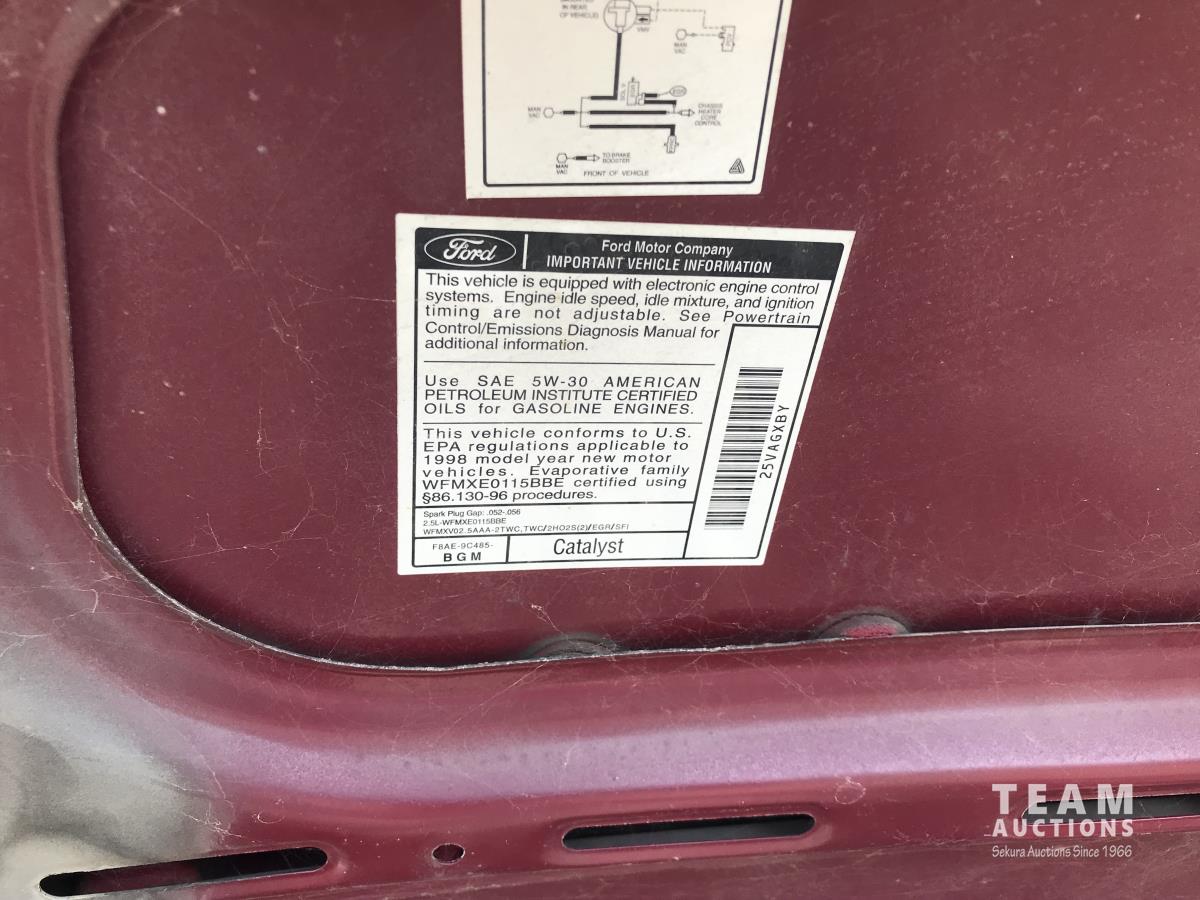 IN REAR
OF VEHICLE)
VMV
MAN
VAC
PCV
SOL V
EGR
EGR
MAN
VAC
CHASSIS
HEATER
CORE
CONTROL
MAN
VAC
TO BRAKE
BOOSTER
FRONT OF VEHICLE
Ford
Ford Motor Company
IMPORTANT VEHICLE INFORMATION
This vehicle is equipped with electronic engine control
systems. Engine idle speed, idle mixture, and ignition
timing are not adjustable. See Powertrain
Control/Emissions Diagnosis Manual for
additional information.
Use SAE 5W-30 AMERICAN
PETROLEUM INSTITUTE CERTIFIED
OILS for GASOLINE ENGINES.
This vehicle conforms to U.S.
EPA regulations applicable to
1998 model year new motor
vehicles. Evaporative family
WFMXE0115BBE certified using
§86.130-96 procedures.
Spark Plug Gap: .052-.056
2.5L-WFMXE0115BBE
WFMXV02.5AAA-2TWC,TWC/2HO2S(2)/EGR/SFI
F8AE-9C485-
BGM
Catalyst
25VAGXBY
TEAM
AUCTIONS
Sekura Auctions Since 1966